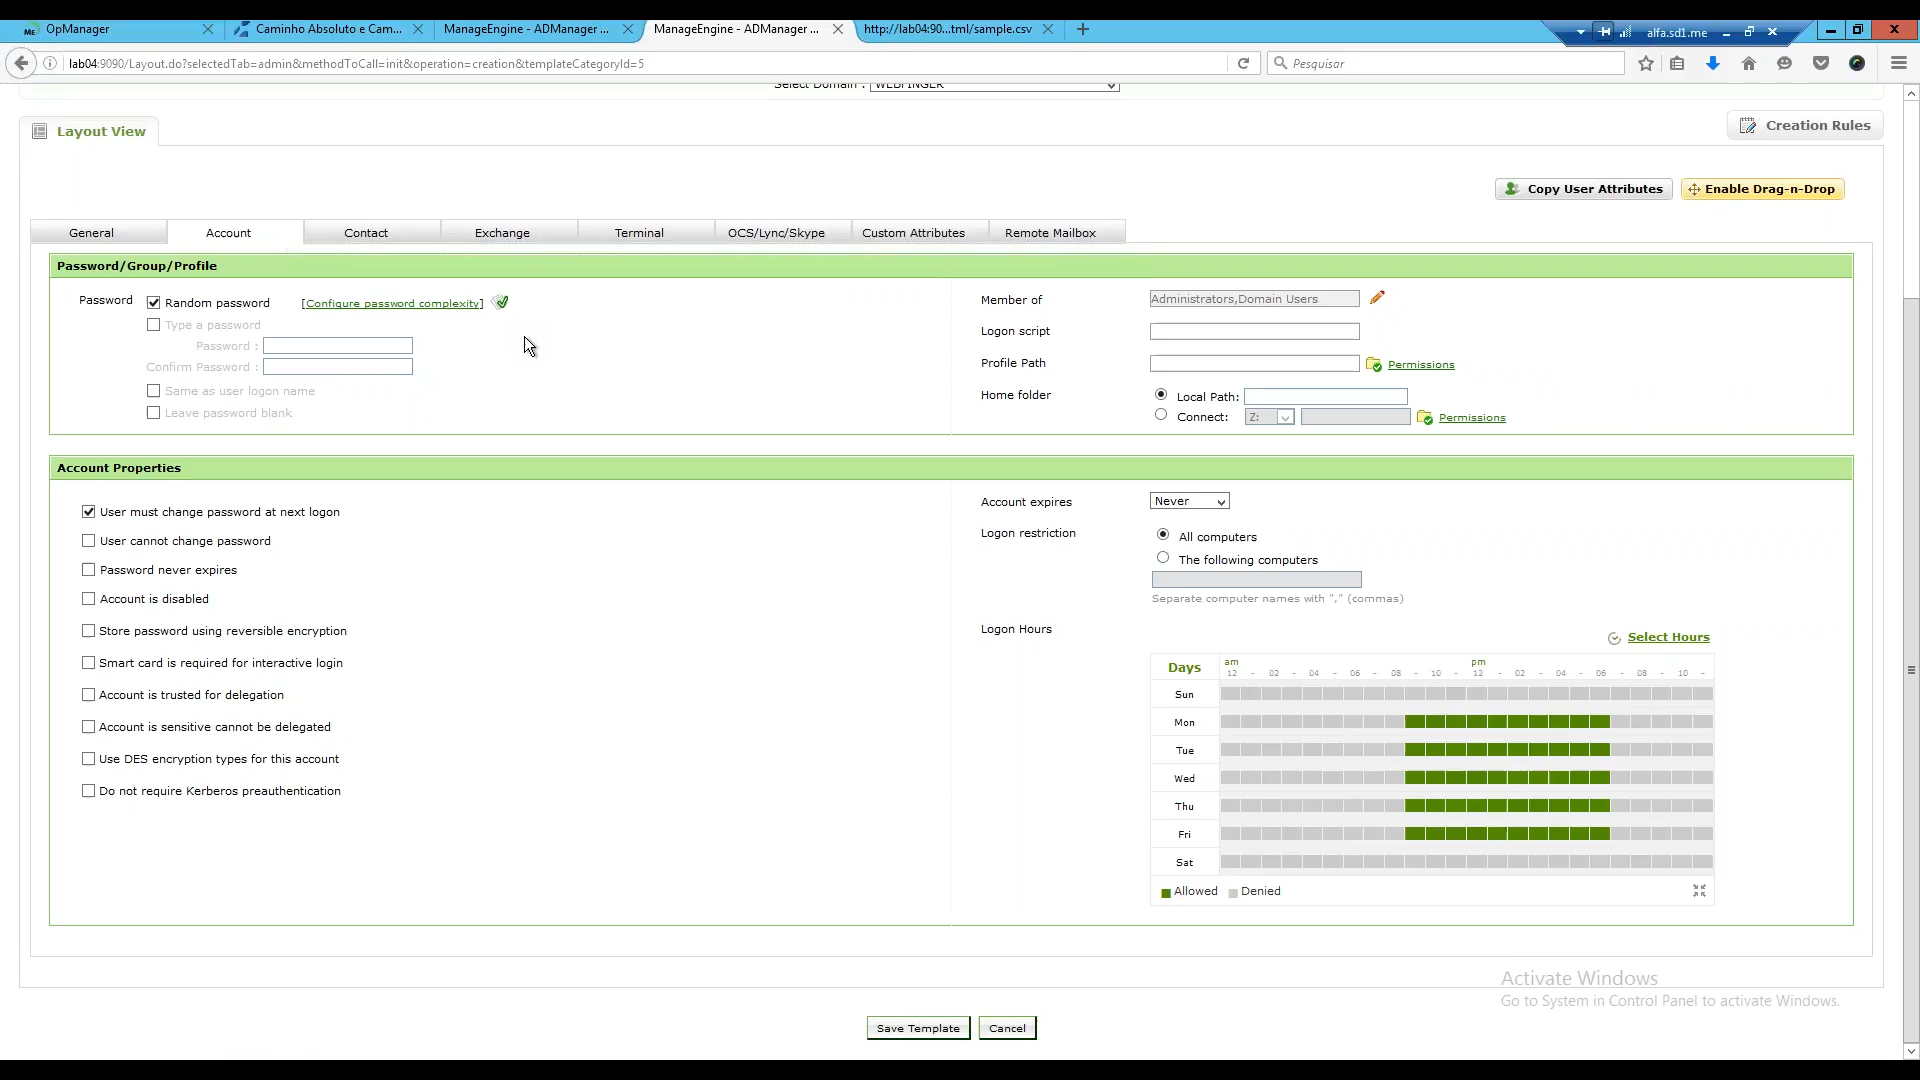 OpManager
Caminho Absoluto e Cam...
ManageEngine - ADManager ...
ManageEngine - ADManager ...
http://lab04:90...tml/sample.csv
alfa.sd1.me
lab04:9090/Layout.do?selectedTab=admin&methodToCall=init&operation=creation&templateCategoryId=5
Pesquisar
Select Domain : WEBFINGER
Layout View
Creation Rules
Copy User Attributes
Enable Drag-n-Drop
General
Account
Contact
Exchange
Terminal
OCS/Lync/Skype
Custom Attributes
Remote Mailbox
Password/Group/Profile
Password
Random password
[Configure password complexity]
Type a password
Password :
Confirm Password :
Same as user logon name
Leave password blank
Member of
Administrators,Domain Users
Logon script
Profile Path
Permissions
Home folder
Local Path:
Connect: Z:
Permissions
Account Properties
User must change password at next logon
User cannot change password
Password never expires
Account is disabled
Store password using reversible encryption
Smart card is required for interactive login
Account is trusted for delegation
Account is sensitive cannot be delegated
Use DES encryption types for this account
Do not require Kerberos preauthentication
Account expires
Never
Logon restriction
All computers
The following computers
Separate computer names with "," (commas)
Logon Hours
Select Hours
Days
am pm
12 - 02 - 04 - 06 - 08 - 10 - 12 - 02 - 04 - 06 - 08 - 10 -
Sun
Mon
Tue
Wed
Thu
Fri
Sat
Allowed Denied
Activate Windows
Go to System in Control Panel to activate Windows.
Save Template
Cancel